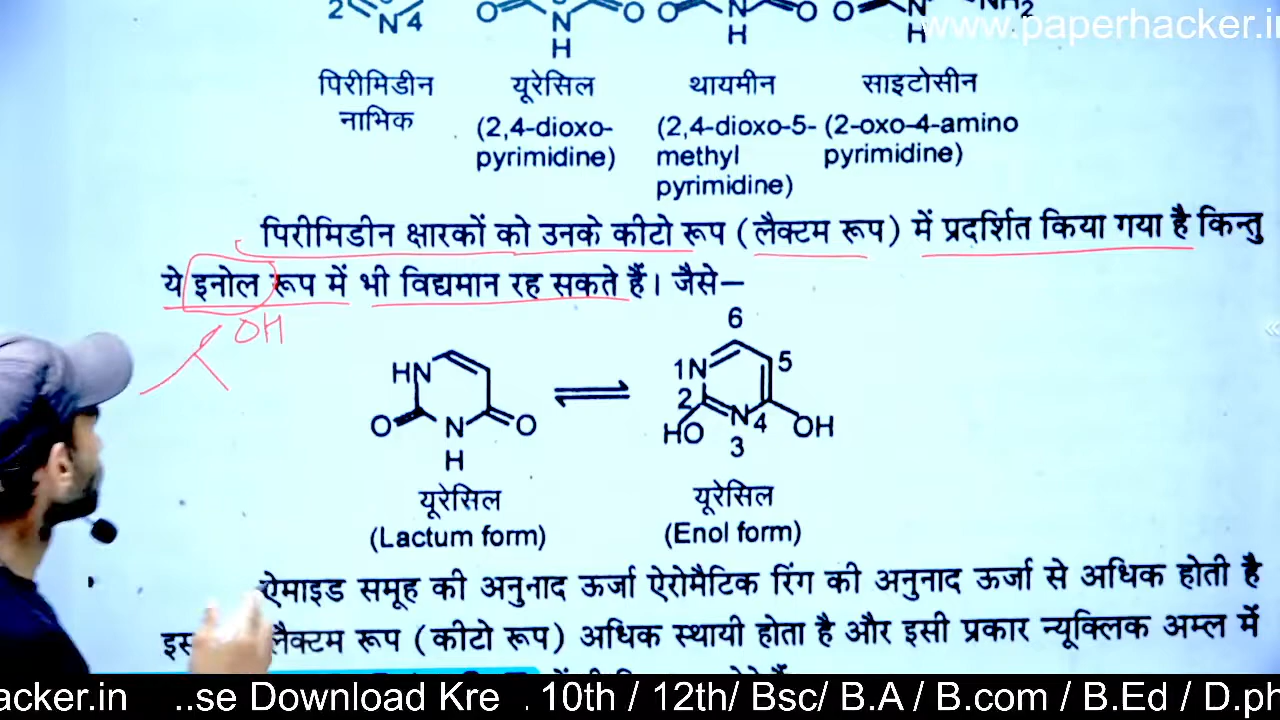 www.paperhacker.i
2 N 4 O N H O O N H O O N H NH2
पिरीमिडीन यूरेसिल थायमीन साइटोसीन
नाभिक (2,4-dioxo- (2,4-dioxo-5- (2-oxo-4-amino
pyrimidine) methyl pyrimidine)
pyrimidine)
पिरीमिडीन क्षारकों को उनके कीटो रूप (लैक्टम रूप) में प्रदर्शित किया गया है किन्तु
ये इनोल रूप में भी विद्यमान रह सकते हैं। जैसे–
OH
6
HN 1N 5
2
O N O N 4
H HO 3 OH
यूरेसिल यूरेसिल
(Lactum form) (Enol form)
ऐमाइड समूह की अनुनाद ऊर्जा ऐरोमैटिक रिंग की अनुनाद ऊर्जा से अधिक होती है
लैक्टम रूप (कीटो रूप) अधिक स्थायी होता है और इसी प्रकार न्यूक्लिक अम्ल में
acker.in ..se Download Kre . 10th / 12th/ Bsc/ B.A / B.com / B.Ed / D.ph